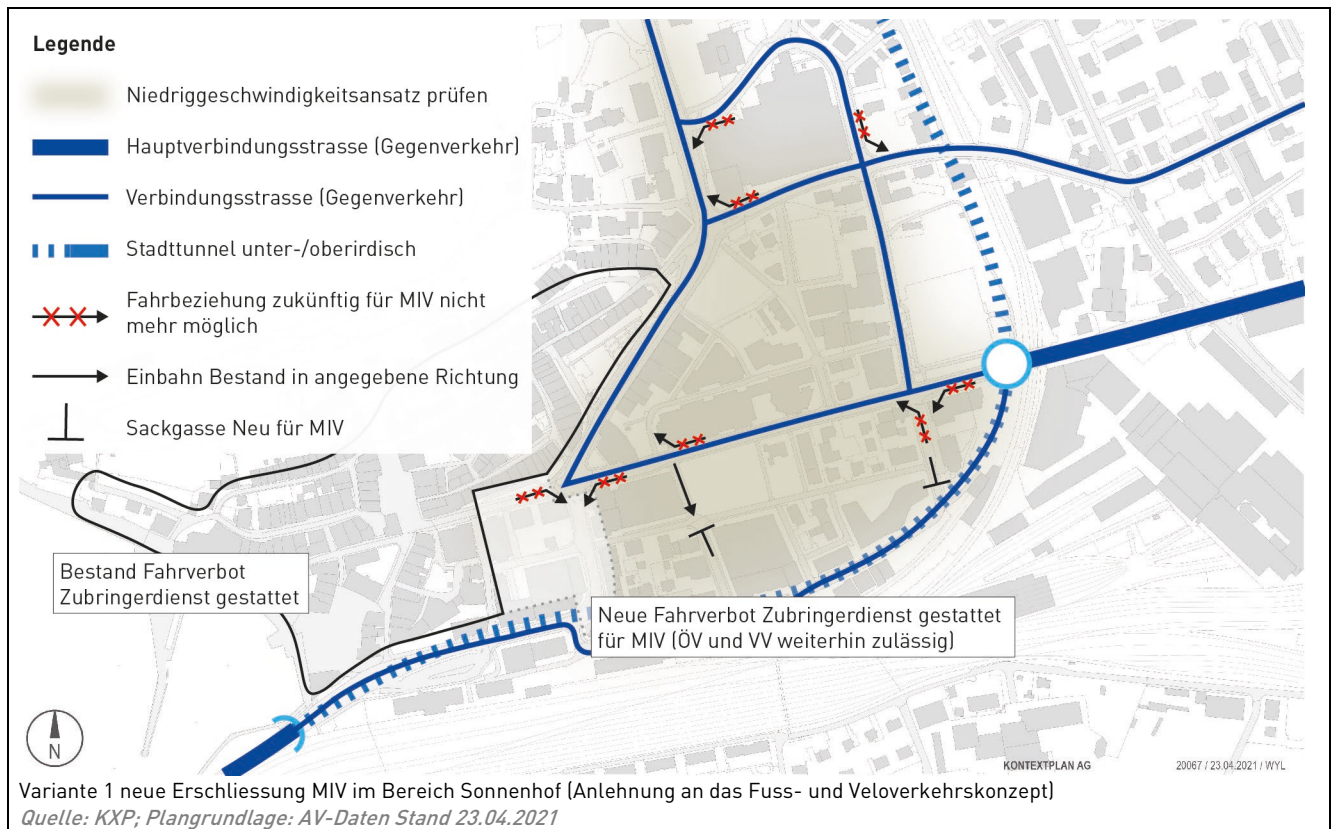 Legende
Niedriggeschwindigkeitsansatz prüfen
Hauptverbindungsstrasse (Gegenverkehr)
Verbindungsstrasse (Gegenverkehr)
Stadttunnel unter-/oberirdisch
Fahrbeziehung zukünftig für MIV nicht
mehr möglich
Einbahn Bestand in angegebene Richtung
Sackgasse Neu für MIV
Bestand Fahrverbot
Zubringerdienst gestattet
Neue Fahrverbot Zubringerdienst gestattet
für MIV (ÖV und VV weiterhin zulässig)
N
KONTEXTPLAN AG
20067 / 23.04.2021 / WYL
Variante 1 neue Erschliessung MIV im Bereich Sonnenhof (Anlehnung an das Fuss- und Veloverkehrskonzept)
Quelle: KXP; Plangrundlage: AV-Daten Stand 23.04.2021